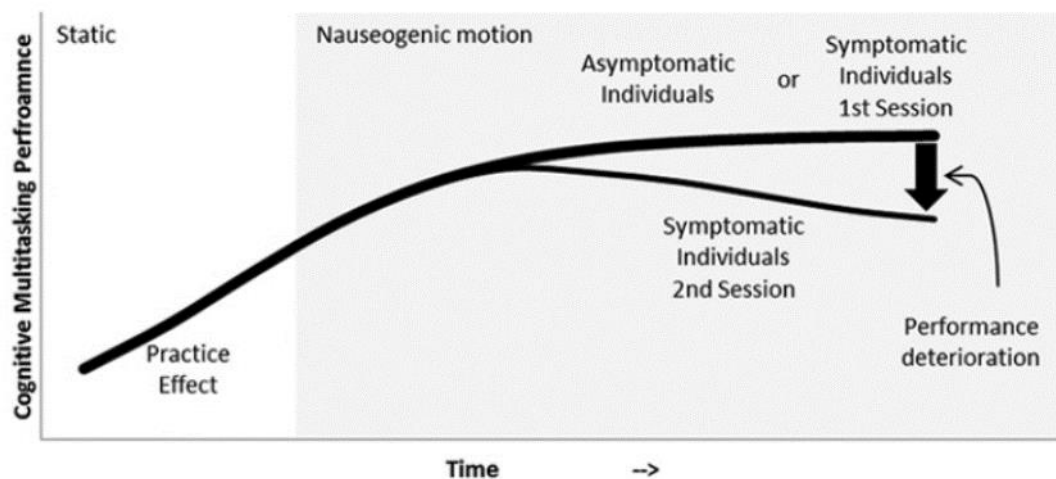 Static
Nauseogenic motion
Asymptomatic
Individuals
or
Symptomatic
Individuals
1st Session
Symptomatic
Individuals
2nd Session
Practice
Effect
Performance
deterioration
Cognitive Multitasking Perfroamnce
Time -->